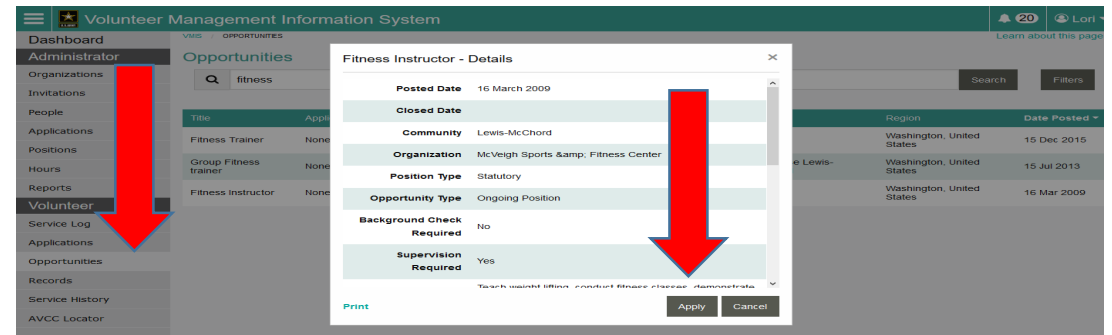 Volunteer Management Information System
20
Lori
Dashboard
Administrator
Organizations
Invitations
People
Applications
Positions
Hours
Reports
Volunteer
Service Log
Applications
Opportunities
Records
Service History
AVCC Locator
VMIS
OPPORTUNITIES
Learn about this page
Opportunities
fitness
Search
Filters
Title
Region
Date Posted
Fitness Trainer
None
Washington, United
States
15 Dec 2015
Group Fitness
trainer
None
Lewis-
Washington, United
States
15 Jul 2013
Fitness Instructor
None
Washington, United
States
16 Mar 2009
Fitness Instructor - Details
×
Posted Date 16 March 2009
Closed Date
Community Lewis-McChord
Organization McVeigh Sports &amp; Fitness Center
Position Type Statutory
Opportunity Type Ongoing Position
Background Check
Required No
Supervision
Required Yes
Teach weight lifting, conduct fitness classes, demonstrate
Print
Apply
Cancel